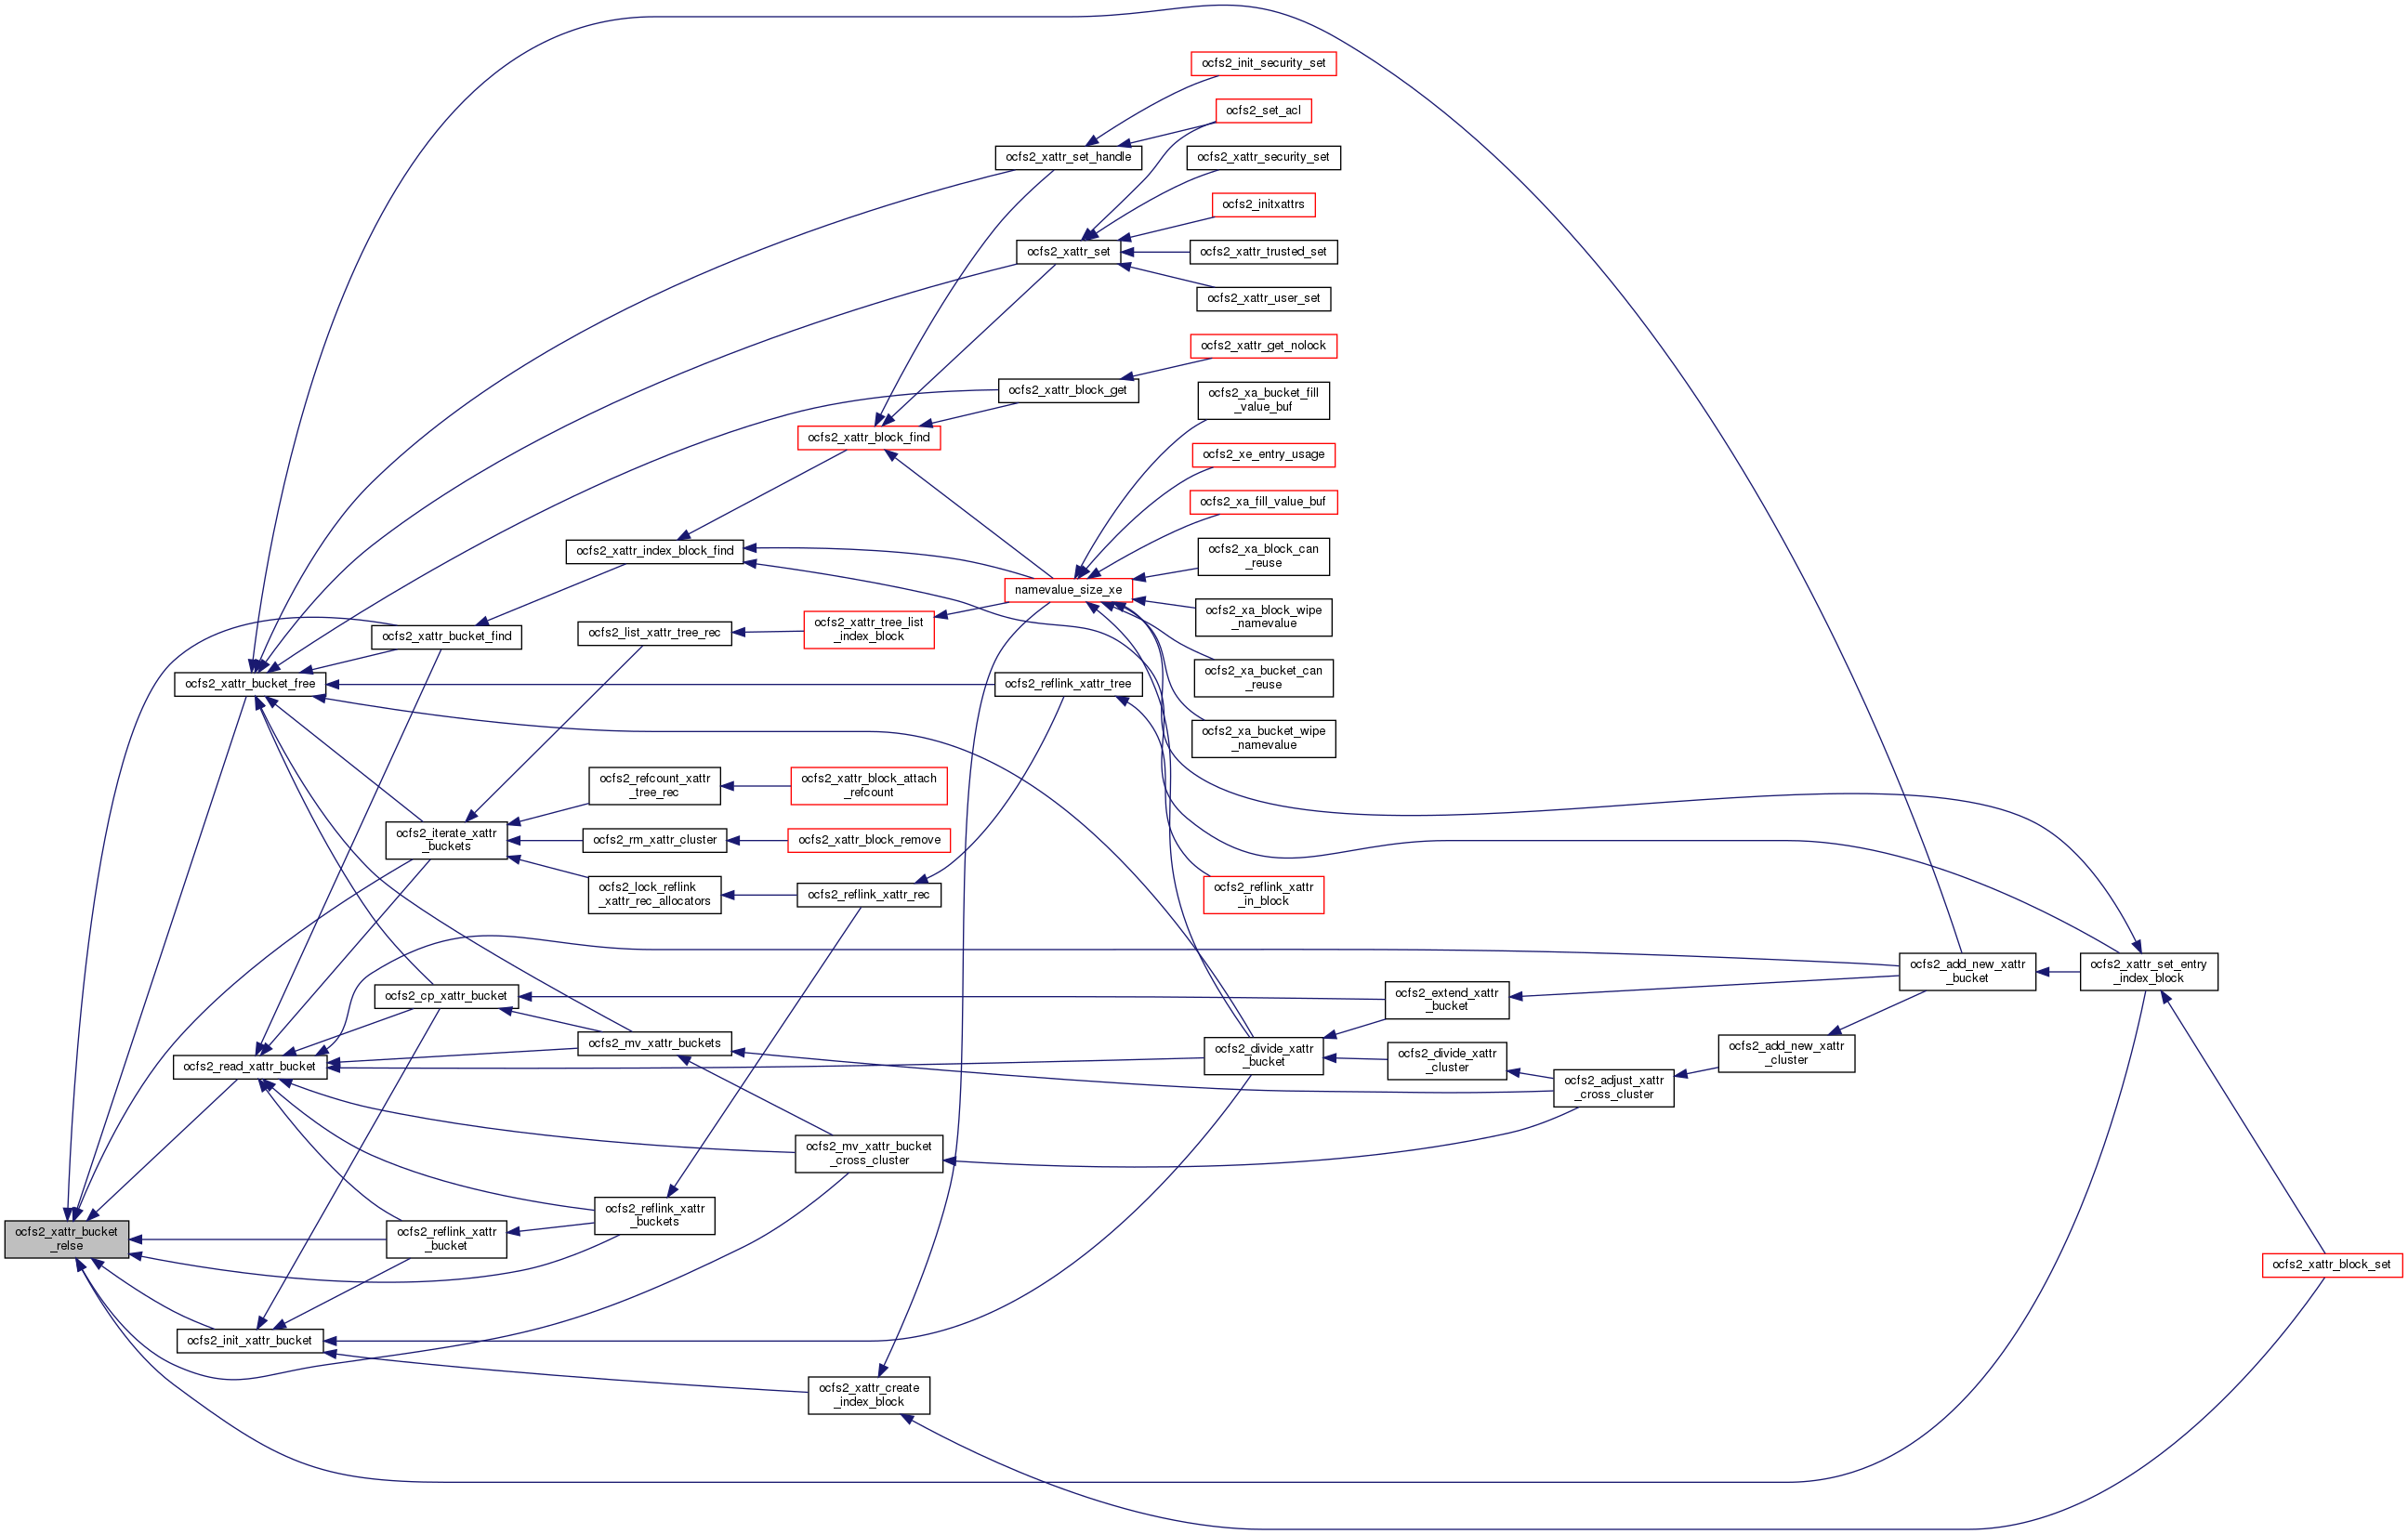 ocfs2_init_security_set
ocfs2_set_acl
ocfs2_xattr_set_handle
ocfs2_xattr_security_set
ocfs2_initxattrs
ocfs2_xattr_set
ocfs2_xattr_trusted_set
ocfs2_xattr_user_set
ocfs2_xattr_get_nolock
ocfs2_xattr_block_get
ocfs2_xa_bucket_fill
_value_buf
ocfs2_xattr_block_find
ocfs2_xe_entry_usage
ocfs2_xa_fill_value_buf
ocfs2_xattr_index_block_find
ocfs2_xa_block_can
_reuse
namevalue_size_xe
ocfs2_xa_block_wipe
_namevalue
ocfs2_xattr_bucket_find
ocfs2_list_xattr_tree_rec
ocfs2_xattr_tree_list
_index_block
ocfs2_xa_bucket_can
_reuse
ocfs2_xattr_bucket_free
ocfs2_reflink_xattr_tree
ocfs2_xa_bucket_wipe
_namevalue
ocfs2_refcount_xattr
_tree_rec
ocfs2_xattr_block_attach
_refcount
ocfs2_iterate_xattr
_buckets
ocfs2_rm_xattr_cluster
ocfs2_xattr_block_remove
ocfs2_lock_reflink
_xattr_rec_allocators
ocfs2_reflink_xattr_rec
ocfs2_reflink_xattr
_in_block
ocfs2_add_new_xattr
_bucket
ocfs2_xattr_set_entry
_index_block
ocfs2_cp_xattr_bucket
ocfs2_extend_xattr
_bucket
ocfs2_mv_xattr_buckets
ocfs2_divide_xattr
_bucket
ocfs2_divide_xattr
_cluster
ocfs2_add_new_xattr
_cluster
ocfs2_read_xattr_bucket
ocfs2_adjust_xattr
_cross_cluster
ocfs2_mv_xattr_bucket
_cross_cluster
ocfs2_reflink_xattr
_buckets
ocfs2_xattr_bucket
_relse
ocfs2_reflink_xattr
_bucket
ocfs2_xattr_block_set
ocfs2_init_xattr_bucket
ocfs2_xattr_create
_index_block